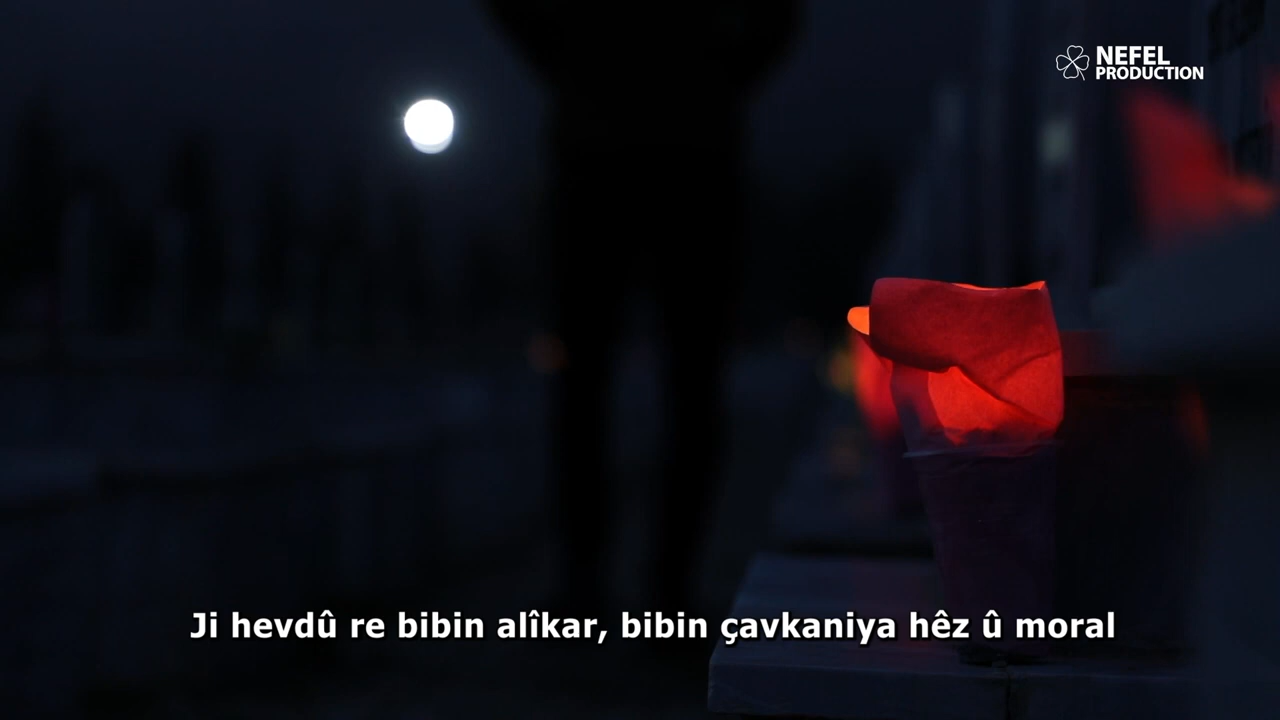 NEFEL
PRODUCTION
Ji hevdû re bibin alîkar, bibin çavkaniya hêz û moral